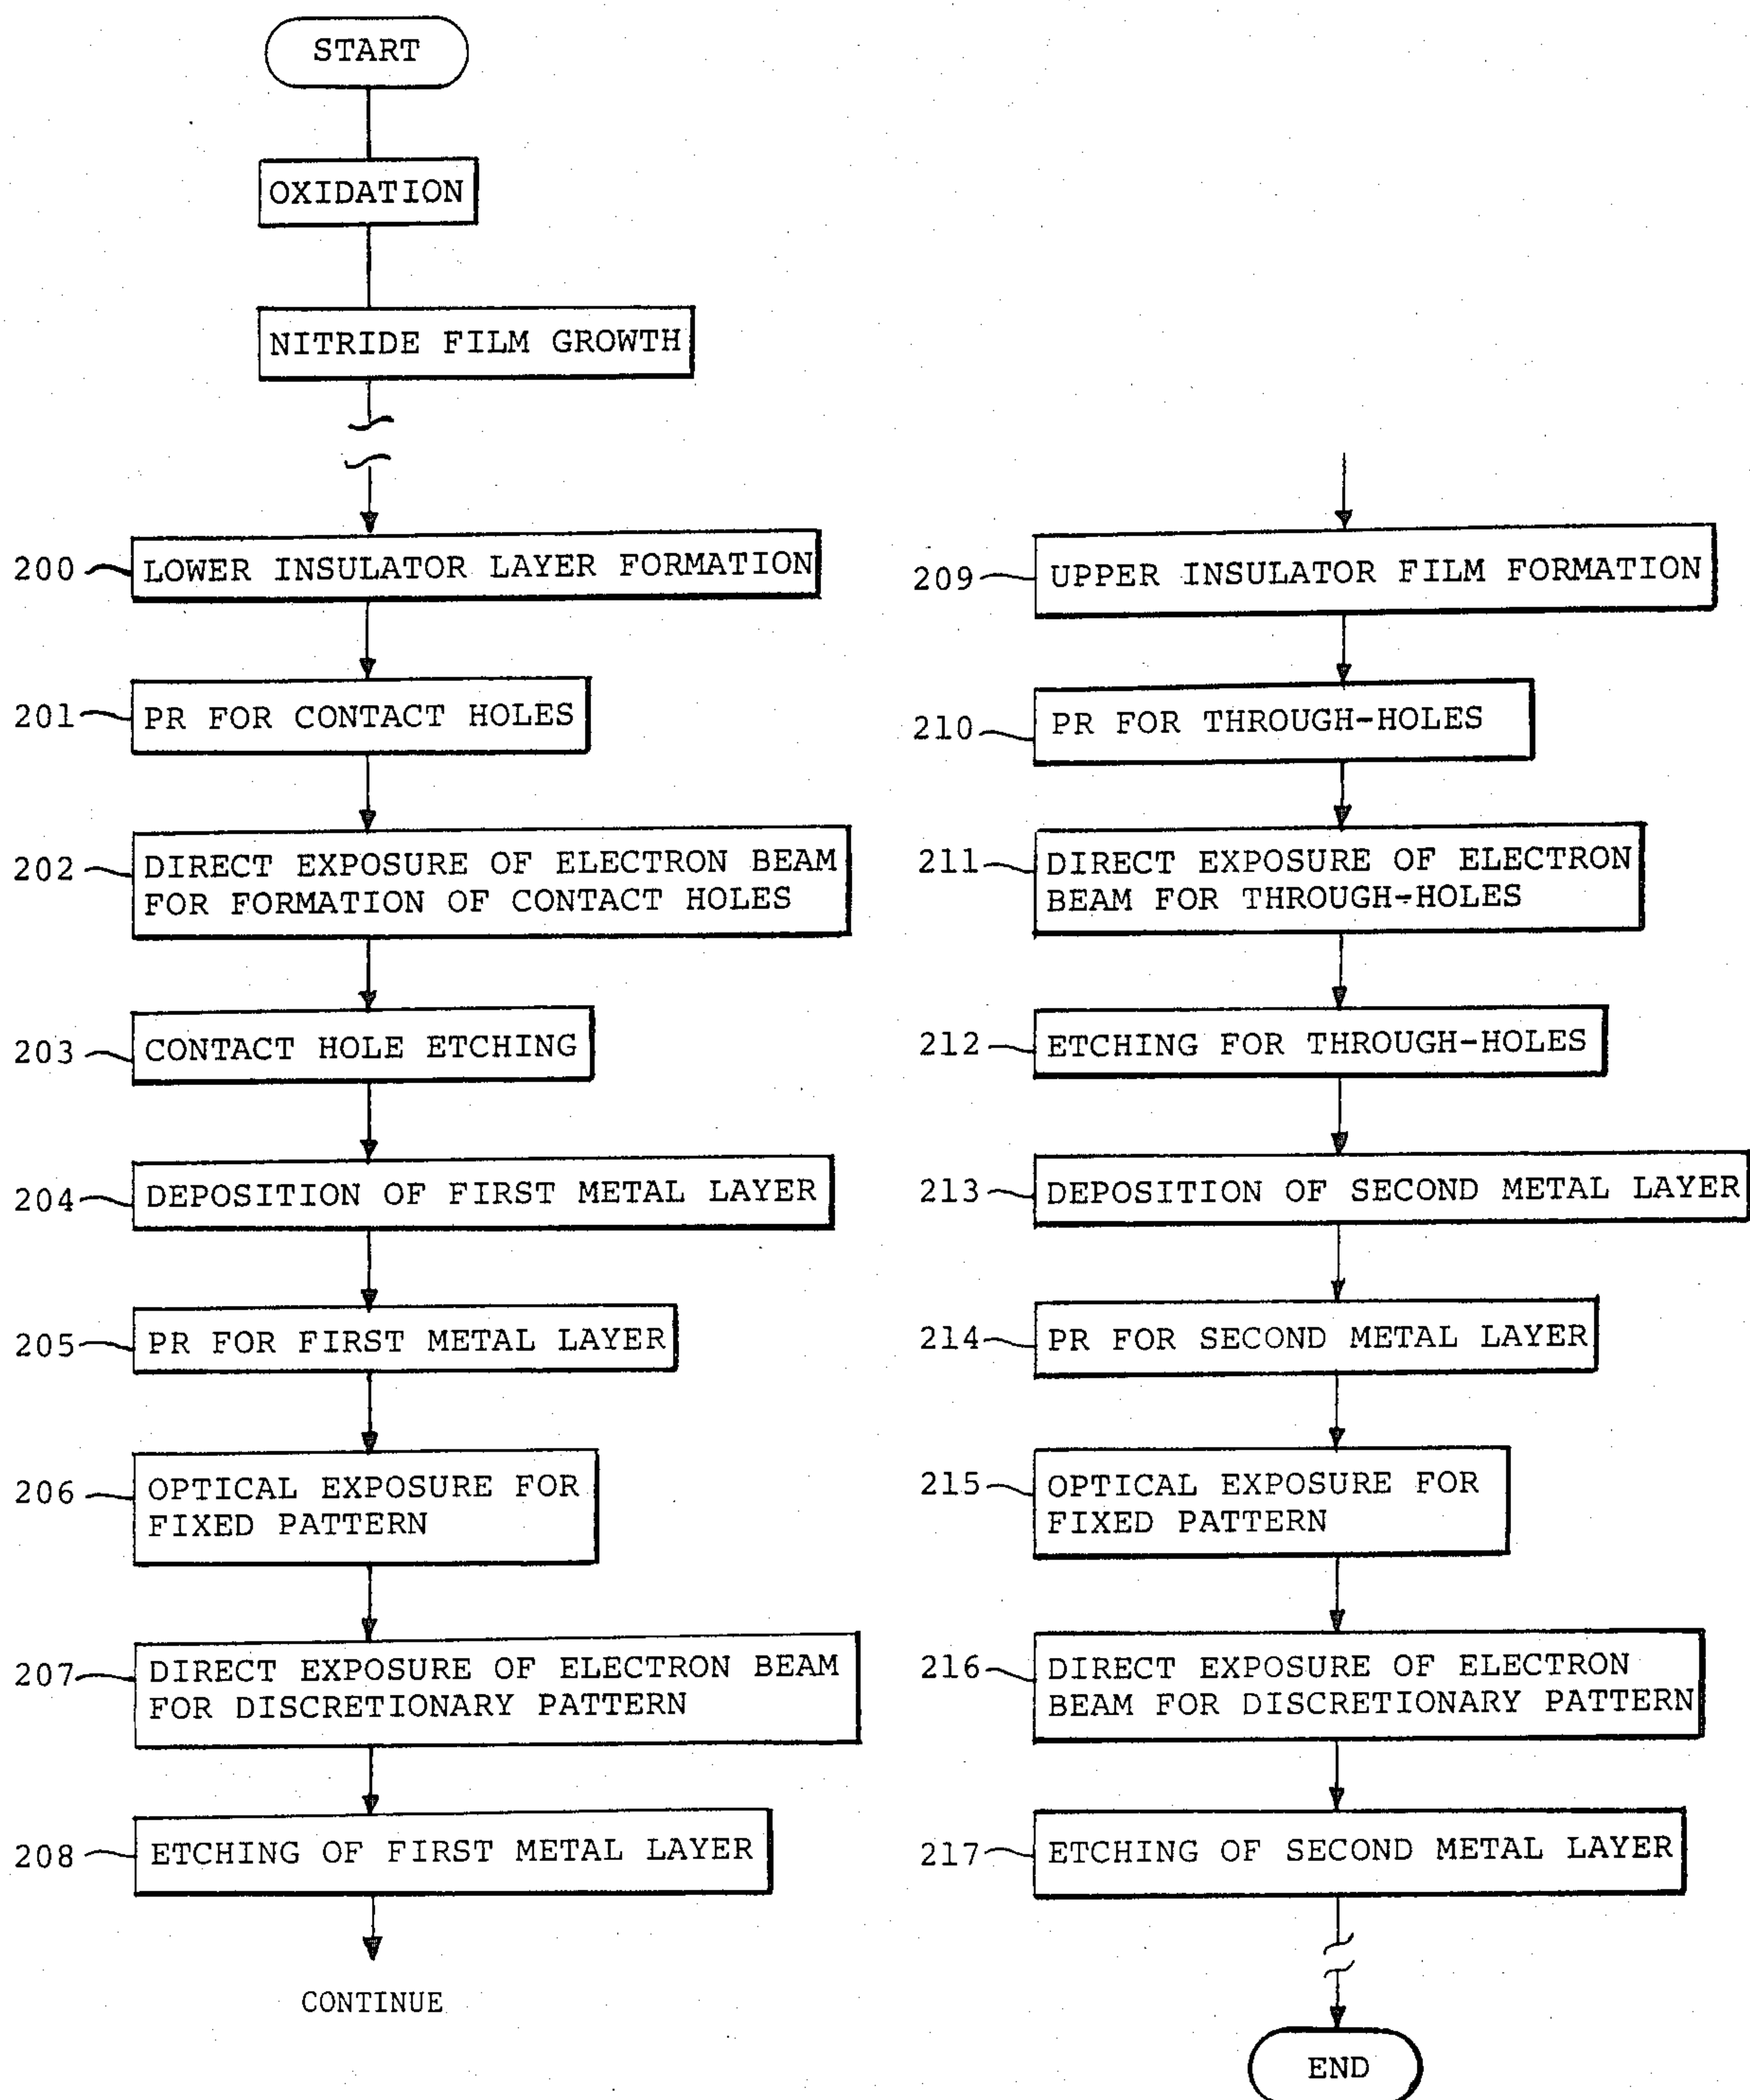 START
OXIDATION
NITRIDE FILM GROWTH
200 LOWER INSULATOR LAYER FORMATION
201 PR FOR CONTACT HOLES
202 DIRECT EXPOSURE OF ELECTRON BEAM
FOR FORMATION OF CONTACT HOLES
203 CONTACT HOLE ETCHING
204 DEPOSITION OF FIRST METAL LAYER
205 PR FOR FIRST METAL LAYER
206 OPTICAL EXPOSURE FOR
FIXED PATTERN
207 DIRECT EXPOSURE OF ELECTRON BEAM
FOR DISCRETIONARY PATTERN
208 ETCHING OF FIRST METAL LAYER
CONTINUE
209 UPPER INSULATOR FILM FORMATION
210 PR FOR THROUGH-HOLES
211 DIRECT EXPOSURE OF ELECTRON
BEAM FOR THROUGH-HOLES
212 ETCHING FOR THROUGH-HOLES
213 DEPOSITION OF SECOND METAL LAYER
214 PR FOR SECOND METAL LAYER
215 OPTICAL EXPOSURE FOR
FIXED PATTERN
216 DIRECT EXPOSURE OF ELECTRON
BEAM FOR DISCRETIONARY PATTERN
217 ETCHING OF SECOND METAL LAYER
END